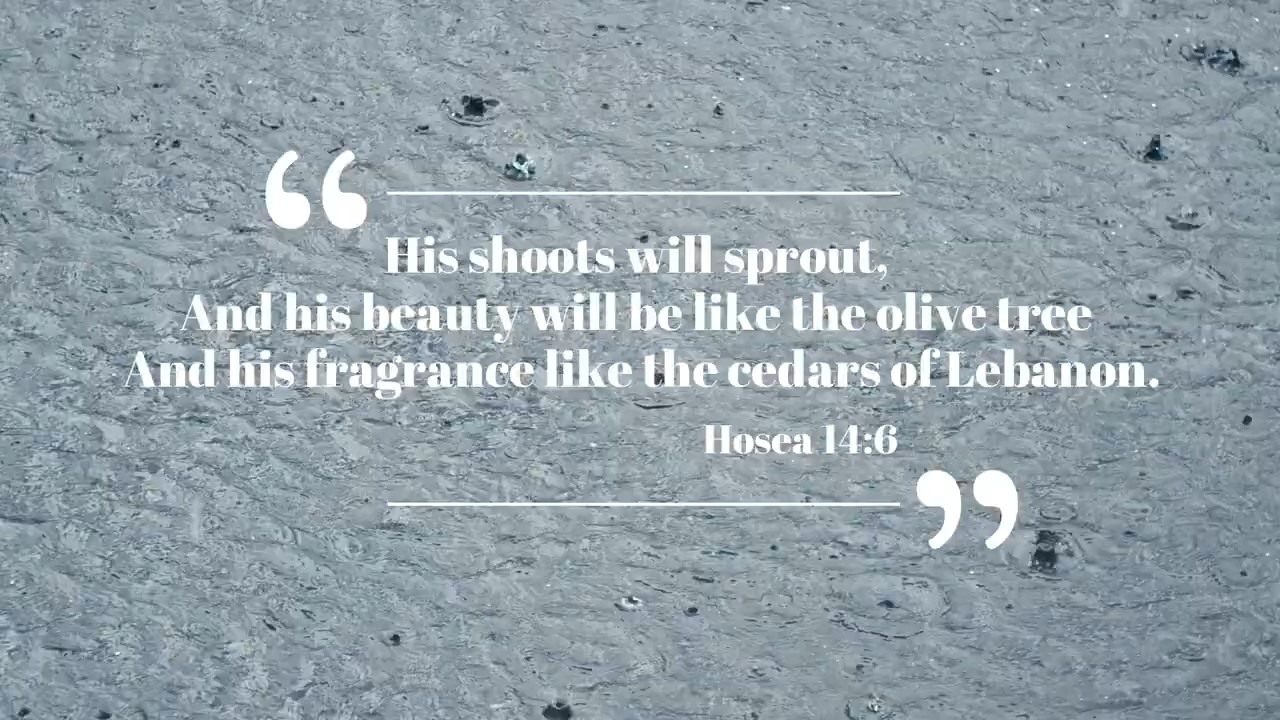 “
His shoots will sprout,
And his beauty will be like the olive tree
And his fragrance like the cedars of Lebanon.
Hosea 14:6
”